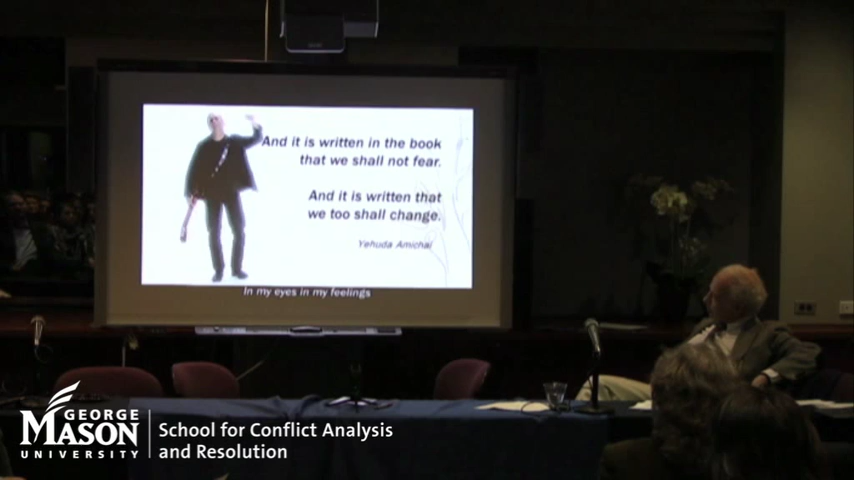 And it is written in the book
that we shall not fear.
And it is written that
we too shall change.
Yehuda Amichai
In my eyes in my feelings
GEORGE
MASON
UNIVERSITY
School for Conflict Analysis
and Resolution